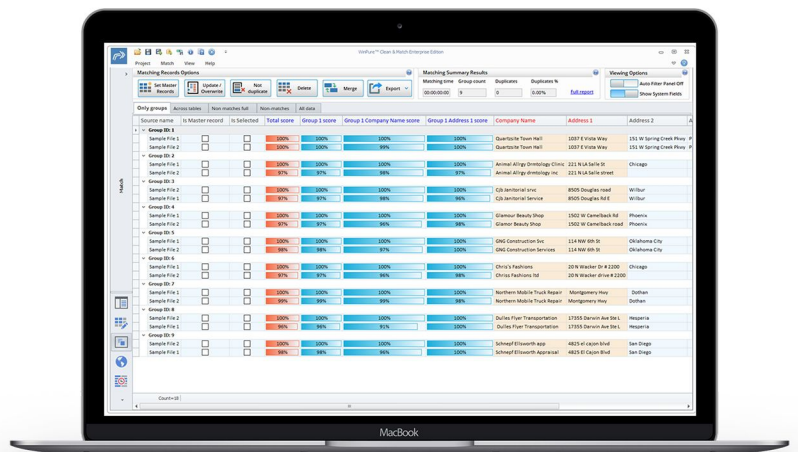 WinPure™ Clean & Match Enterprise Edition
Project Match View Help
Matching Records Options
Matching Summary Results
Viewing Options
Set Master Records
Update / Overwrite
Not duplicate
Delete
Merge
Export
Matching time Group count Duplicates Duplicates %
00:00:00:00 9 0 0.00% Full report
Auto Filter Panel Off
Show System Fields
Only groups Across tables Non matches full Non-matches All data
Source name Is Master record Is Selected Total score Group 1 score Group 1 Company Name score Group 1 Address 1 score Company Name Address 1 Address 2 A
Group ID: 1
Sample File 1 100% 100% 100% 100% Quartzsite Town Hall 1037 E Vista Way 151 W Spring Creek Pkwy P
Sample File 2 100% 100% 99% 100% Quartzsite Town Hall 1037 E Vista Way 151 W Spring Creek Pkwy P
Group ID: 2
Sample File 1 100% 100% 100% 100% Animal Allrgy Drmtology Clinic 221 N LA Salle St Chicago
Sample File 2 97% 97% 98% 97% Animal Allrgy dmtology inc 221 N LA Salle street
Group ID: 3
Sample File 2 100% 100% 100% 100% Cjb Janitorial srvc 8505 Douglas road Wilbur
Sample File 1 97% 97% 98% 96% Cjb Janitorial Service 8505 Douglas Rd E Wilbur
Group ID: 4
Sample File 1 100% 100% 100% 100% Glamour Beauty Shop 1502 W Camelback Rd Phoenix
Sample File 2 97% 97% 96% 98% Glamor Beauty Shop 1502 W Camelback road Phoenix
Group ID: 5
Sample File 1 100% 100% 100% 100% GNG Construction Svc 114 NW 6th St Oklahoma City
Sample File 2 98% 98% 97% 100% GNG Construction Services 114 NW 6th St Oklahoma City
Group ID: 6
Sample File 1 100% 100% 100% 100% Chris's Fashions 20 N Wacker Dr # 2200 Chicago
Sample File 2 97% 97% 96% 98% Chriss Fashions ltd 20 N Wacker drive # 2200
Group ID: 7
Sample File 1 100% 100% 100% 100% Northern Mobile Truck Repair Montgomery Hwy Dothan
Sample File 2 99% 99% 99% 98% Northern Mobile Truck Repair Montgomery Hwy Dothan
Group ID: 8
Sample File 2 100% 100% 100% 100% Dulles Flyer Transportation 17355 Darwin Ave Ste L Hesperia
Sample File 1 96% 96% 91% 100% Dulles Flyer Transportation 17355 Darwin Ave Ste L Hesperia
Group ID: 9
Sample File 2 100% 100% 100% 100% Schnepf Ellsworth app 4825 el cajon blvd San Diego
Sample File 1 98% 98% 96% 100% Schnepf Ellsworth Appraisal 4825 El Cajon Blvd San Diego
Match
Count=18
MacBook